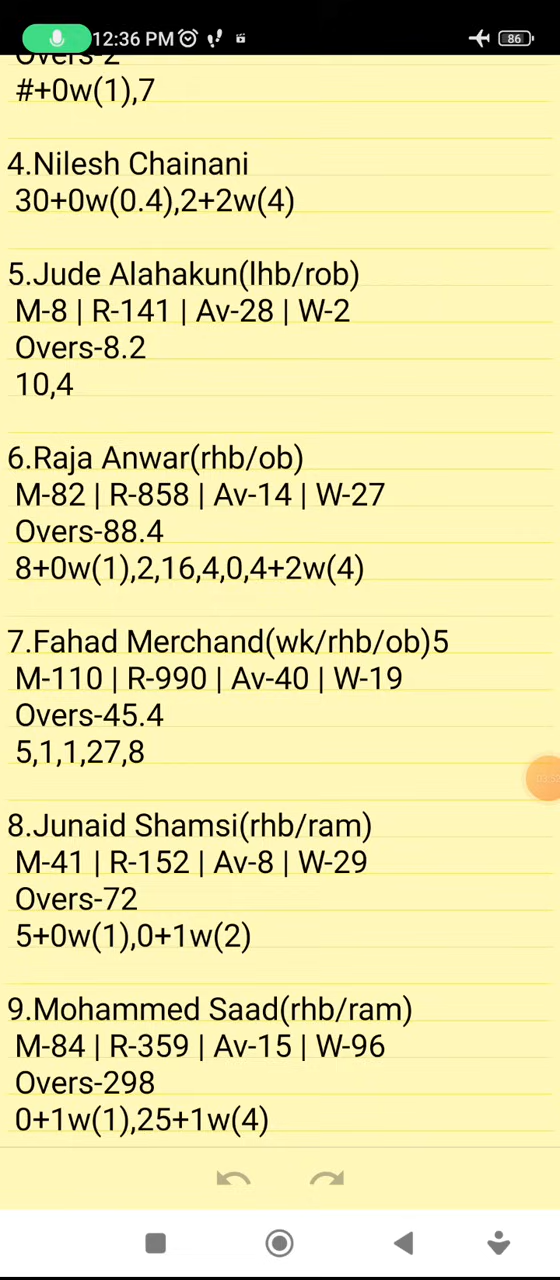 12:36 PM
86
Overs-2
#+0w(1),7
4.Nilesh Chainani
30+0w(0.4),2+2w(4)
5.Jude Alahakun(lhb/rob)
M-8 | R-141 | Av-28 | W-2
Overs-8.2
10,4
6.Raja Anwar(rhb/ob)
M-82 | R-858 | Av-14 | W-27
Overs-88.4
8+0w(1),2,16,4,0,4+2w(4)
7.Fahad Merchand(wk/rhb/ob)5
M-110 | R-990 | Av-40 | W-19
Overs-45.4
5,1,1,27,8
8.Junaid Shamsi(rhb/ram)
M-41 | R-152 | Av-8 | W-29
Overs-72
5+0w(1),0+1w(2)
9.Mohammed Saad(rhb/ram)
M-84 | R-359 | Av-15 | W-96
Overs-298
0+1w(1),25+1w(4)